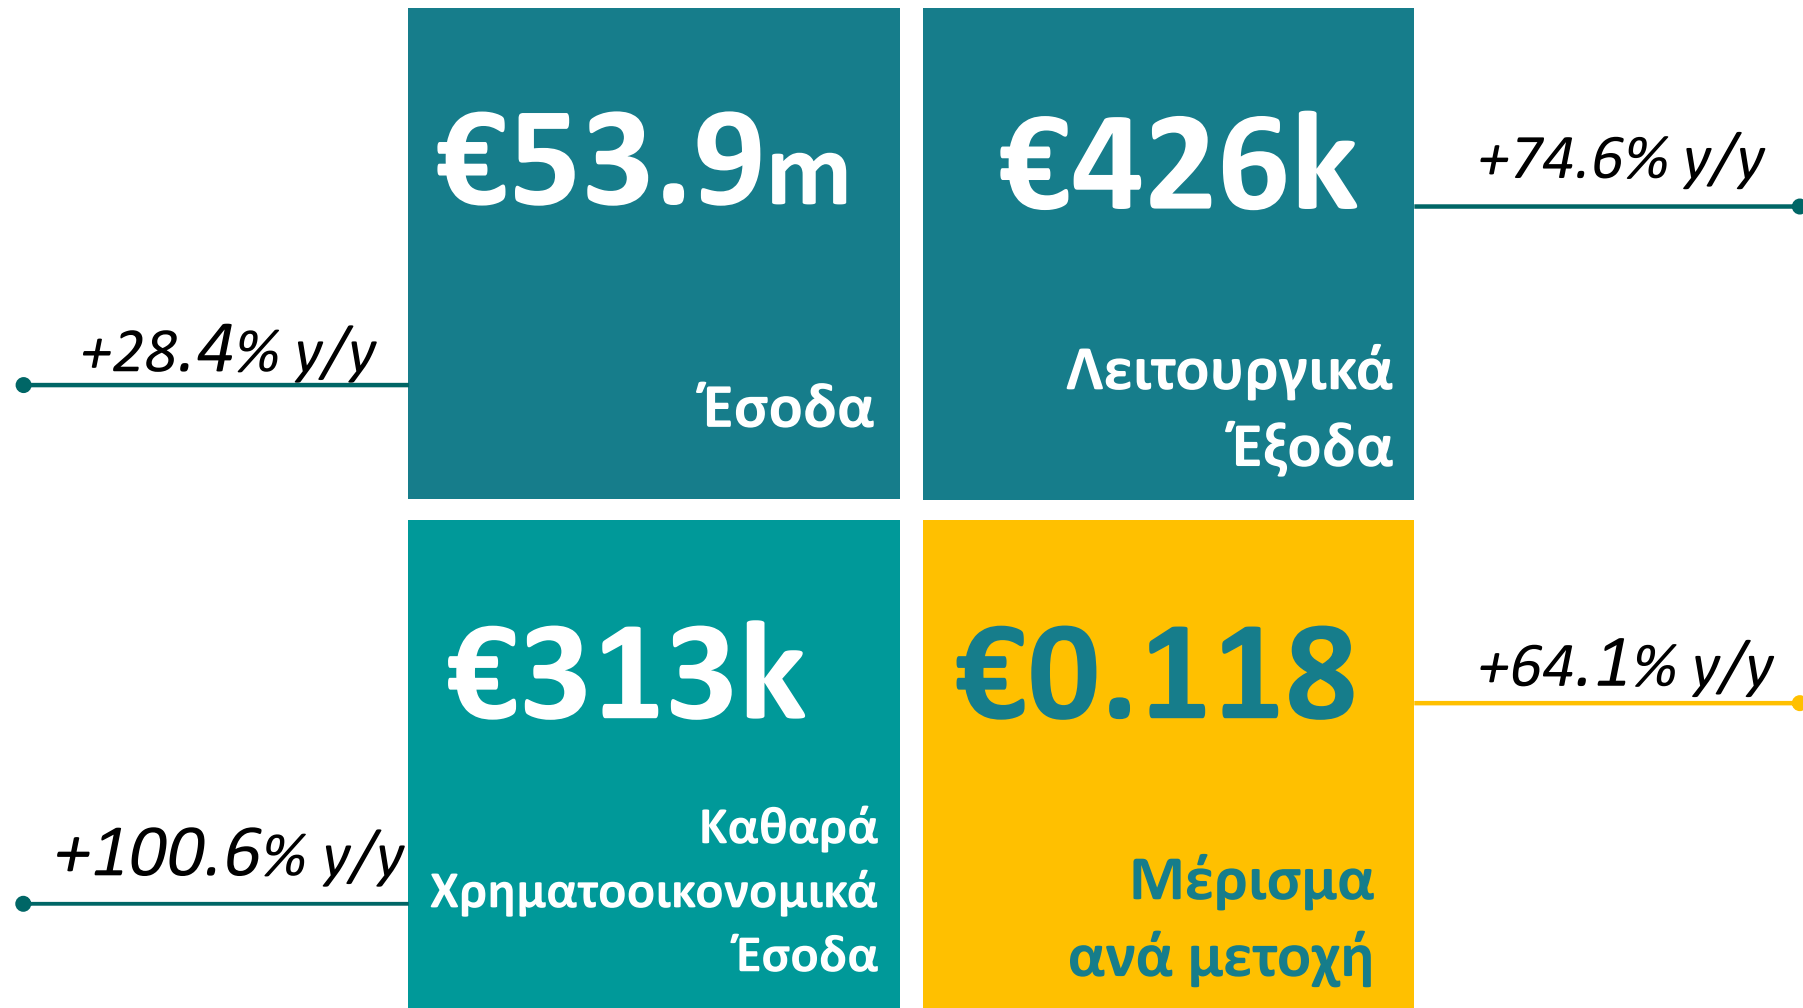 €53.9m
+28.4% y/y
Έσοδα
€426k
+74.6% y/y
Λειτουργικά
Έξοδα
€313k
+100.6% y/y
Καθαρά
Χρηματοοικονομικά
Έσοδα
€0.118
+64.1% y/y
Μέρισμα
ανά μετοχή